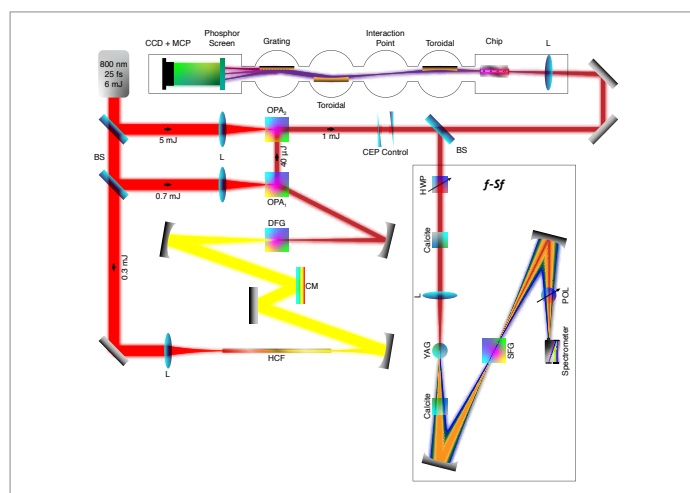 CCD + MCP
Phosphor
Screen
Grating
Interaction
Point
Toroidal
Chip
L
800 nm
25 fs
6 mJ
Toroidal
OPA2
5 mJ
L
1 mJ
CEP Control
BS
BS
40 µJ
0.7 mJ
OPA1
HWP
f-Sf
DFG
Calcite
0.3 mJ
CM
L
POL
YAG
SFG
Spectrometer
L
HCF
Calcite